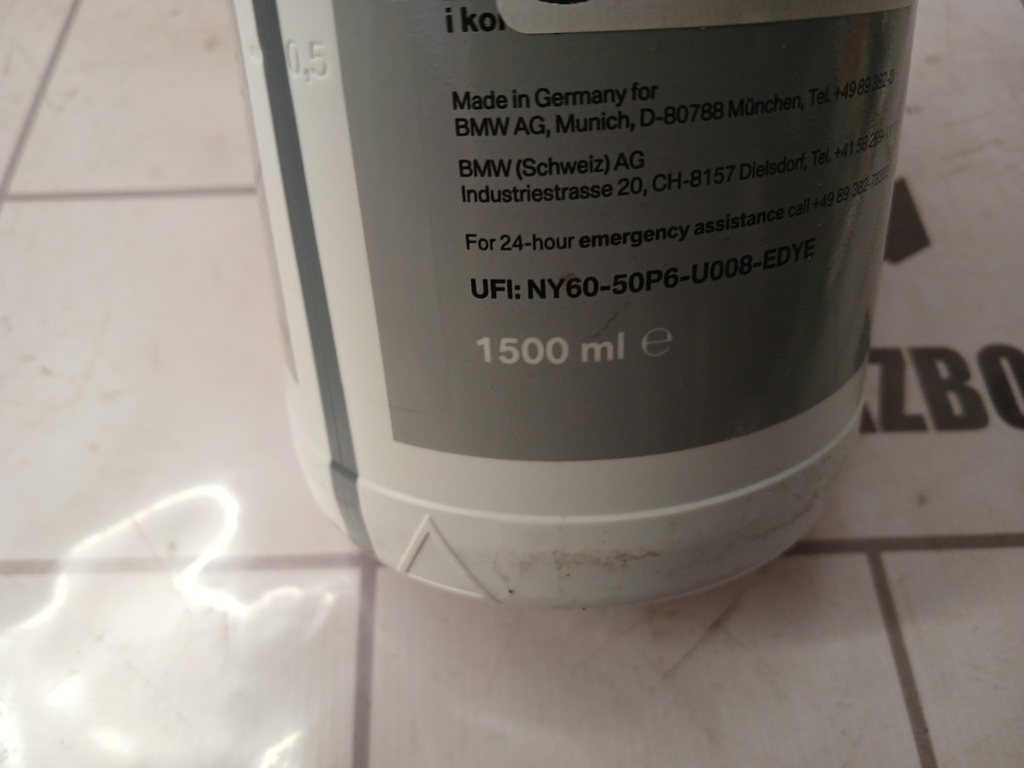 i ko
0,5
Made in Germany for
BMW AG, Munich, D-80788 München, Tel. +49 89 382-0
BMW (Schweiz) AG
Industriestrasse 20, CH-8157 Dielsdorf, Tel. +41 58 269
For 24-hour emergency assistance call +49 89 382-
UFI: NY60-50P6-U008-EDYE
1500 ml ℮
ZBO